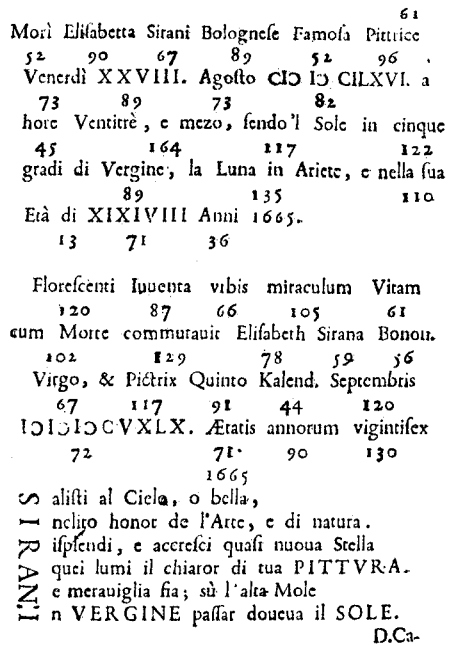 61
Morì Elisabetta Sirani Bolognese Famosa Pittrice
52 90 67 89 52 96
Venerdì XXVIII. Agosto CIƆ IƆ CILXVI. a
73 89 73 82
hore Ventitrè, e mezo, sendo'l Sole in cinque
45 164 117 122
gradi di Vergine, la Luna in Ariete, e nella sua
89 135 110
Età di XIXIVIII Anni 1665.
13 71 36
Florescenti Iuuenta vrbis miraculum Vitam
120 87 66 105 61
cum Morte commutauit Elisabeth Sirana Bonon.
102 129 78 59 56
Virgo, & Pictrix Quinto Kalend. Septembris
67 117 91 44 120
IƆIƆIƆCVXLX. Ætatis annorum vigintisex
72 71. 90 130
1665
S alisti al Cielo, o bella,
I nclito honor de l'Arte, e di natura.
R isplendi, e accresci quasi nuoua Stella
A quei lumi il chiaror di tua PITTVRA.
N e merauiglia sia; sù l'alta Mole
I n VERGINE passar doueua il SOLE.
D.Ca-